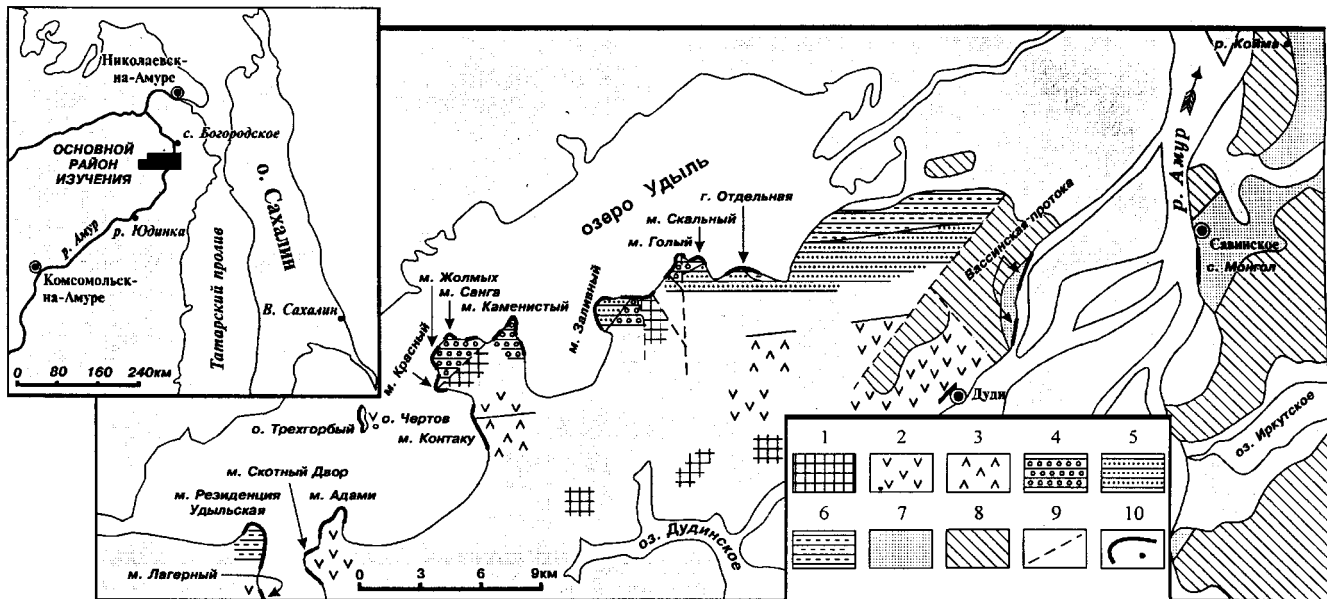 Николаевск-
на-Амуре
с. Богородское
ОСНОВНОЙ
РАЙОН
ИЗУЧЕНИЯ
р. Амур
р. Юдинка
Комсомольск-
на-Амуре
Татарский пролив
о. Сахалин
В. Сахалин
0 80 160 240км
р. Амур
озеро Удыль
г. Отдельная
м. Скальный
м. Голый
Вассинская протока
Савинское
с. Монгол
м. Жолмых
м. Санга
м. Каменистый
м. Заливный
м. Красный
о. Чертов
о. Трехгорбый
м. Контаку
Дуди
оз. Иркутское
м. Скотный Двор
м. Резиденция
Удыльская
м. Адами
м. Лагерный
оз. Дудинское
0 3 6 9км
1 2 3 4 5
6 7 8 9 10